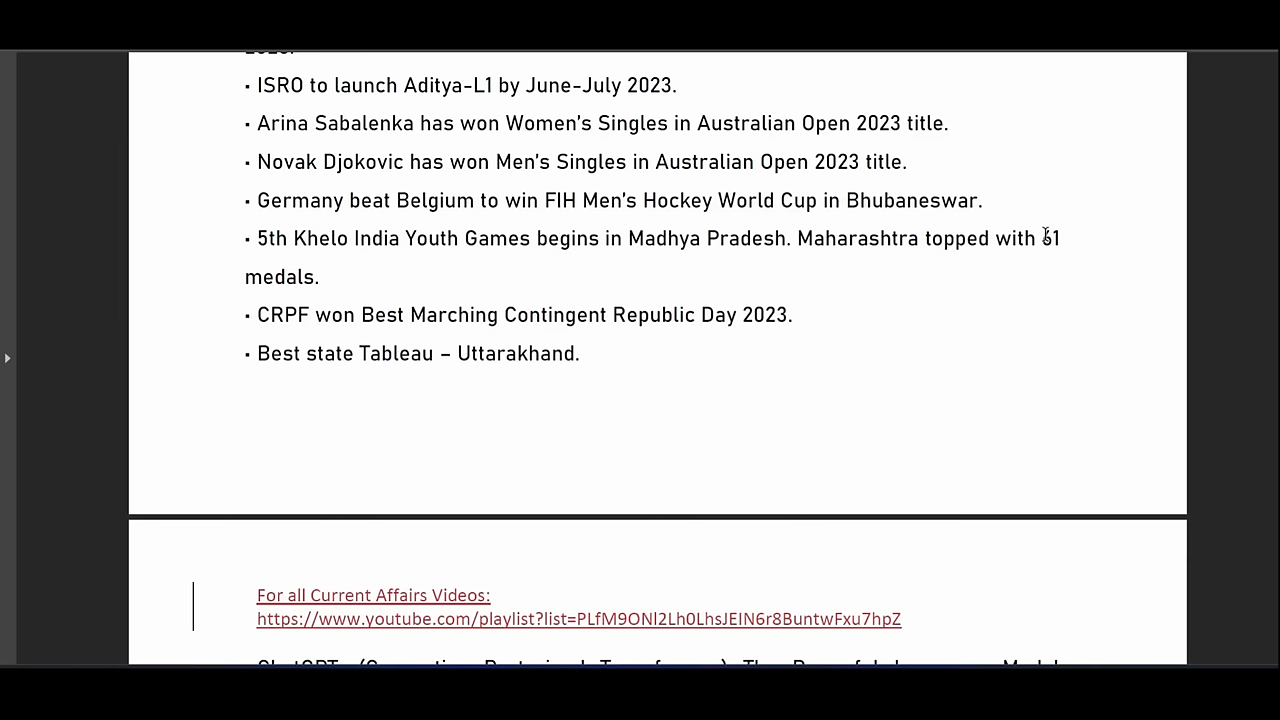 ▪ ISRO to launch Aditya-L1 by June-July 2023.
▪ Arina Sabalenka has won Women's Singles in Australian Open 2023 title.
▪ Novak Djokovic has won Men's Singles in Australian Open 2023 title.
▪ Germany beat Belgium to win FIH Men's Hockey World Cup in Bhubaneswar.
▪ 5th Khelo India Youth Games begins in Madhya Pradesh. Maharashtra topped with
medals.
▪ CRPF won Best Marching Contingent Republic Day 2023.
▪ Best state Tableau – Uttarakhand.
For all Current Affairs Videos:
https://www.youtube.com/playlist?list=PLfM9ONl2Lh0LhsJEIN6r8BuntwFxu7hpZ